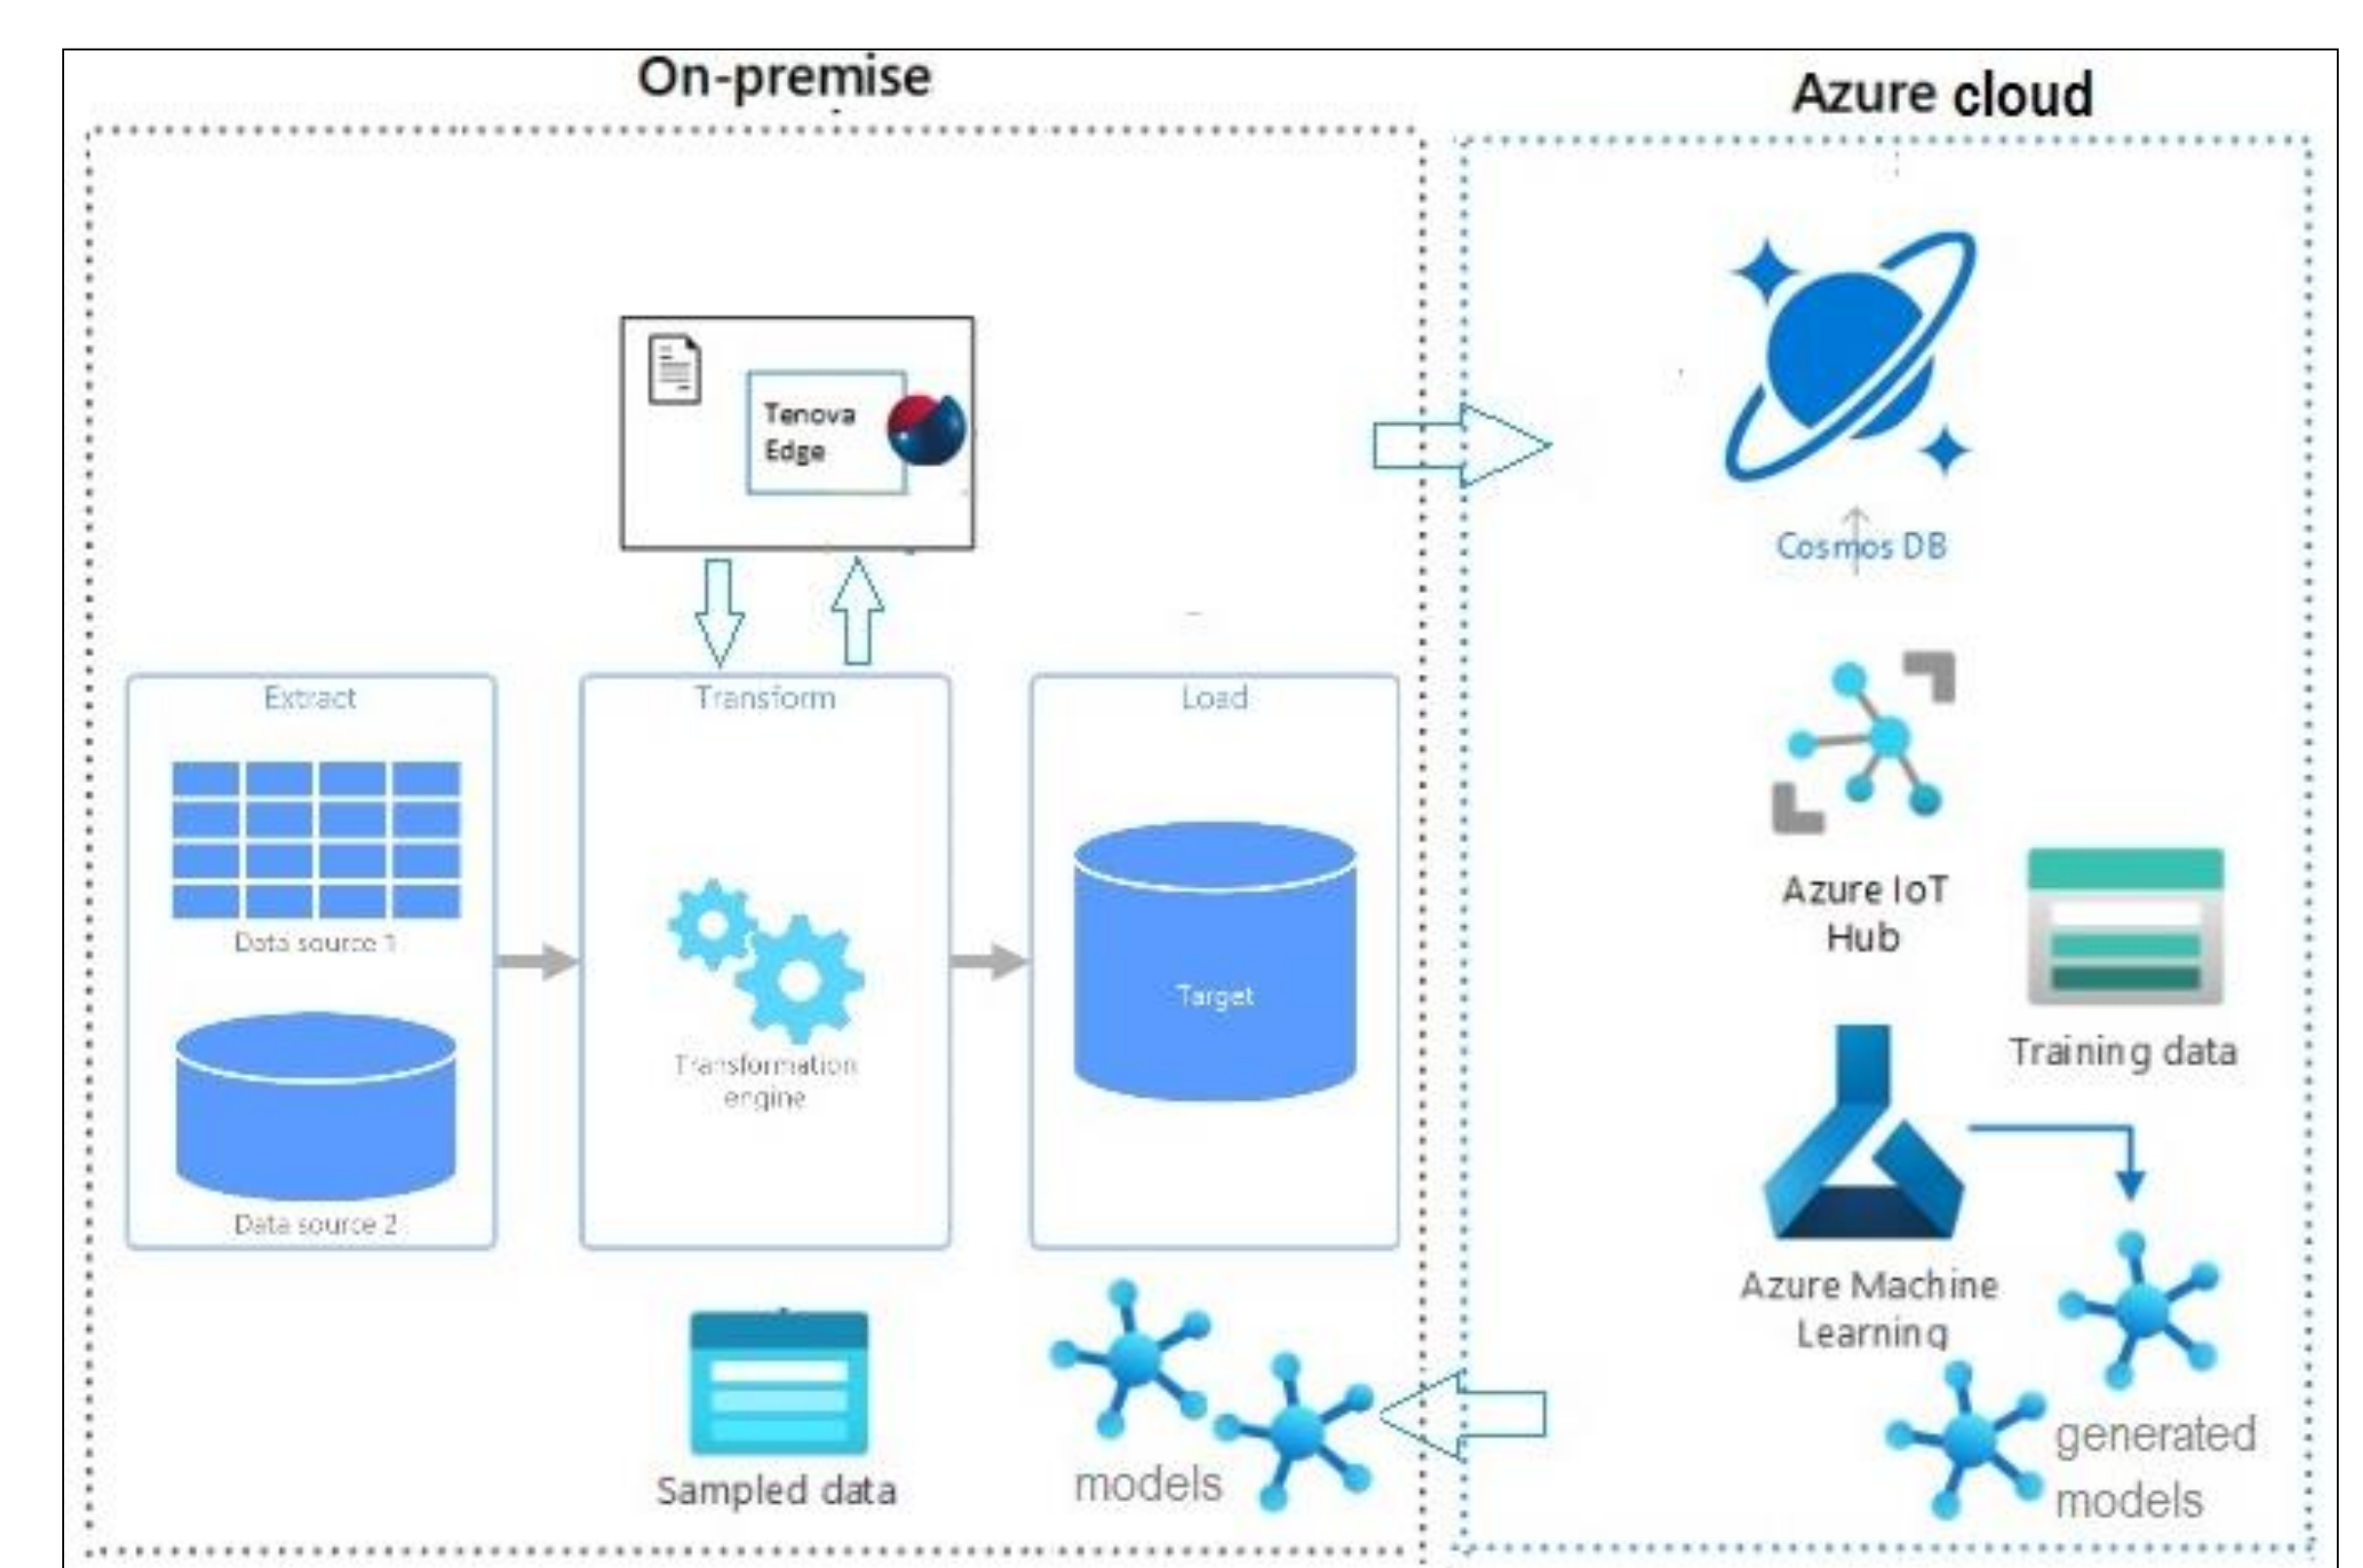 On-premise
Azure cloud
Tenova
Edge
Cosmos DB
Extract
Transform
Load
Data source 1
Data source 2
Transformation
engine
Target
Azure IoT
Hub
Training data
Azure Machine
Learning
generated
models
Sampled data
models